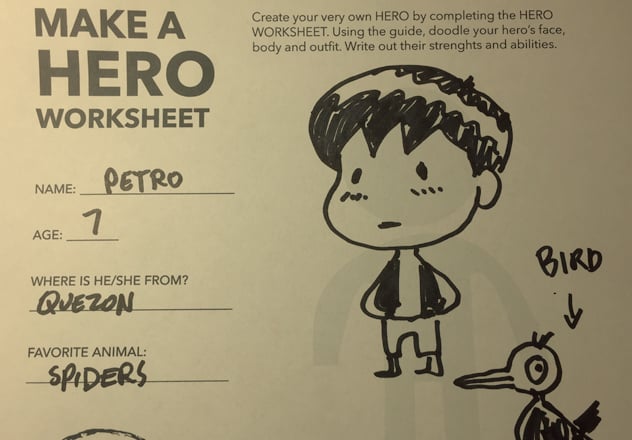 MAKE A
HERO
WORKSHEET
Create your very own HERO by completing the HERO
WORKSHEET. Using the guide, doodle your hero's face,
body and outfit. Write out their strenghts and abilities.
NAME: PETRO
AGE: 7
WHERE IS HE/SHE FROM?
QUEZON
FAVORITE ANIMAL:
SPIDERS
BIRD